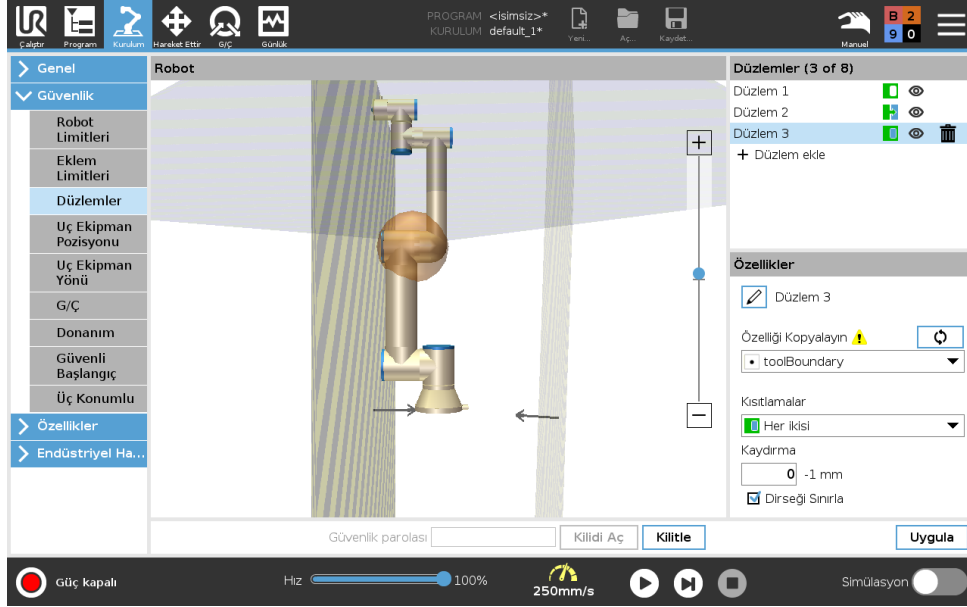 UR
PROGRAM <isimsiz>*
KURULUM default_1*
Çalıştır
Program
Kurulum
Hareket Ettir
G/Ç
Günlük
Yeni...
Aç...
Kaydet...
Manuel
B 2
9 0
Genel
Güvenlik
Robot
Limitleri
Eklem
Limitleri
Düzlemler
Uç Ekipman
Pozisyonu
Uç Ekipman
Yönü
G/Ç
Donanım
Güvenli
Başlangıç
Üç Konumlu
Özellikler
Endüstriyel Ha...
Robot
Düzlemler (3 of 8)
Düzlem 1
Düzlem 2
Düzlem 3
+ Düzlem ekle
Özellikler
Düzlem 3
Özelliği Kopyalayın
toolBoundary
Kısıtlamalar
Her ikisi
Kaydırma
0 -1 mm
Dirseği Sınırla
Güvenlik parolası
Kilidi Aç
Kilitle
Uygula
Güç kapalı
Hız
100%
250mm/s
Simülasyon